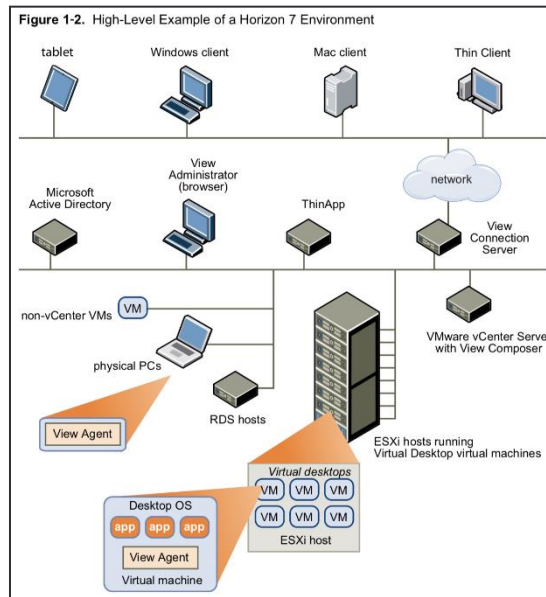 Figure 1-2. High-Level Example of a Horizon 7 Environment
tablet
Windows client
Mac client
Thin Client
network
Microsoft
Active Directory
View
Administrator
(browser)
ThinApp
View
Connection
Server
non-vCenter VMs
VM
physical PCs
RDS hosts
VMware vCenter Serve
with View Composer
View Agent
ESXi hosts running
Virtual Desktop virtual machines
Virtual desktops
VM VM VM
VM VM VM
ESXi host
Desktop OS
app app app
View Agent
Virtual machine